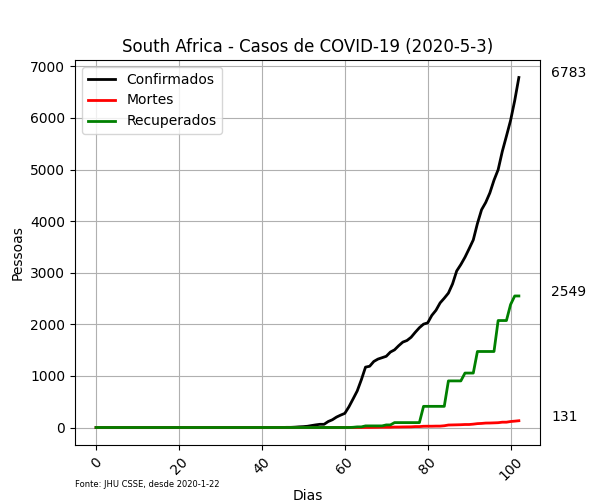 South Africa - Casos de COVID-19 (2020-5-3)
Confirmados
Mortes
Recuperados
7000
6000
5000
4000
3000
2000
1000
0
Pessoas
6783
2549
131
0
20
40
60
80
100
Fonte: JHU CSSE, desde 2020-1-22
Dias